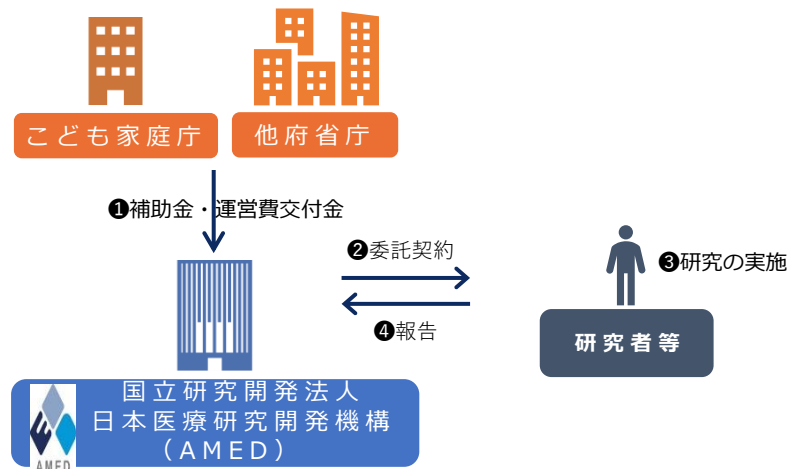 こども家庭庁
他府省庁
❶補助金・運営費交付金
❷委託契約
❸研究の実施
❹報告
研究者等
国立研究開発法人
日本医療研究開発機構
（AMED）
AMED